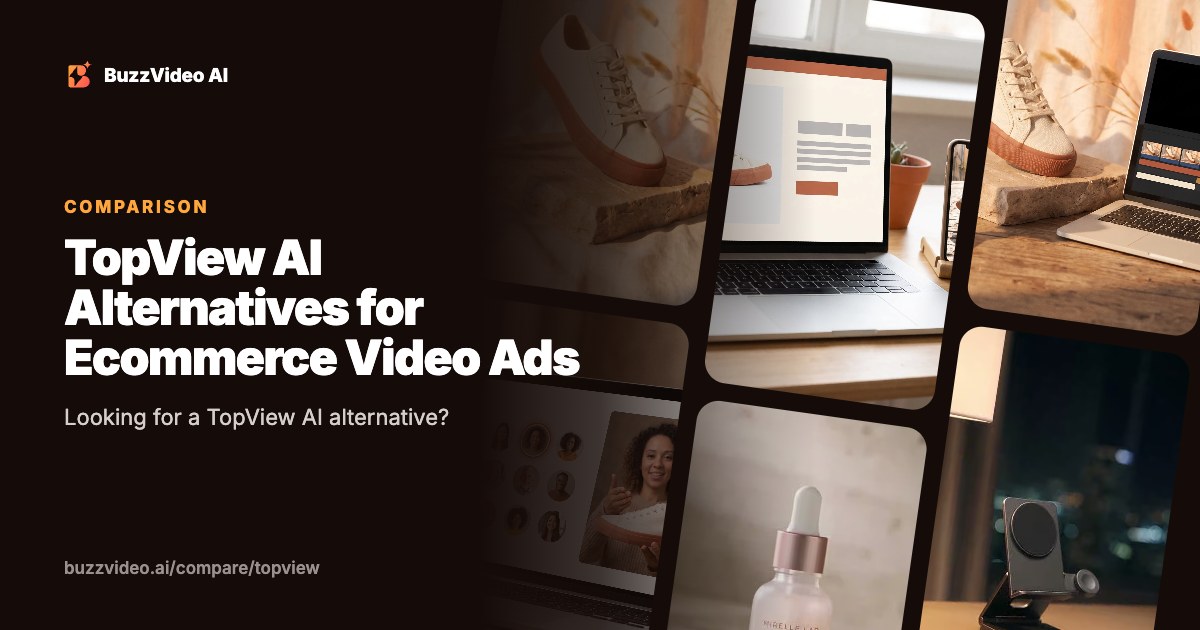 BuzzVideo AI
COMPARISON
TopView AI
Alternatives for
Ecommerce Video Ads
Looking for a TopView AI alternative?
buzzvideo.ai/compare/topview